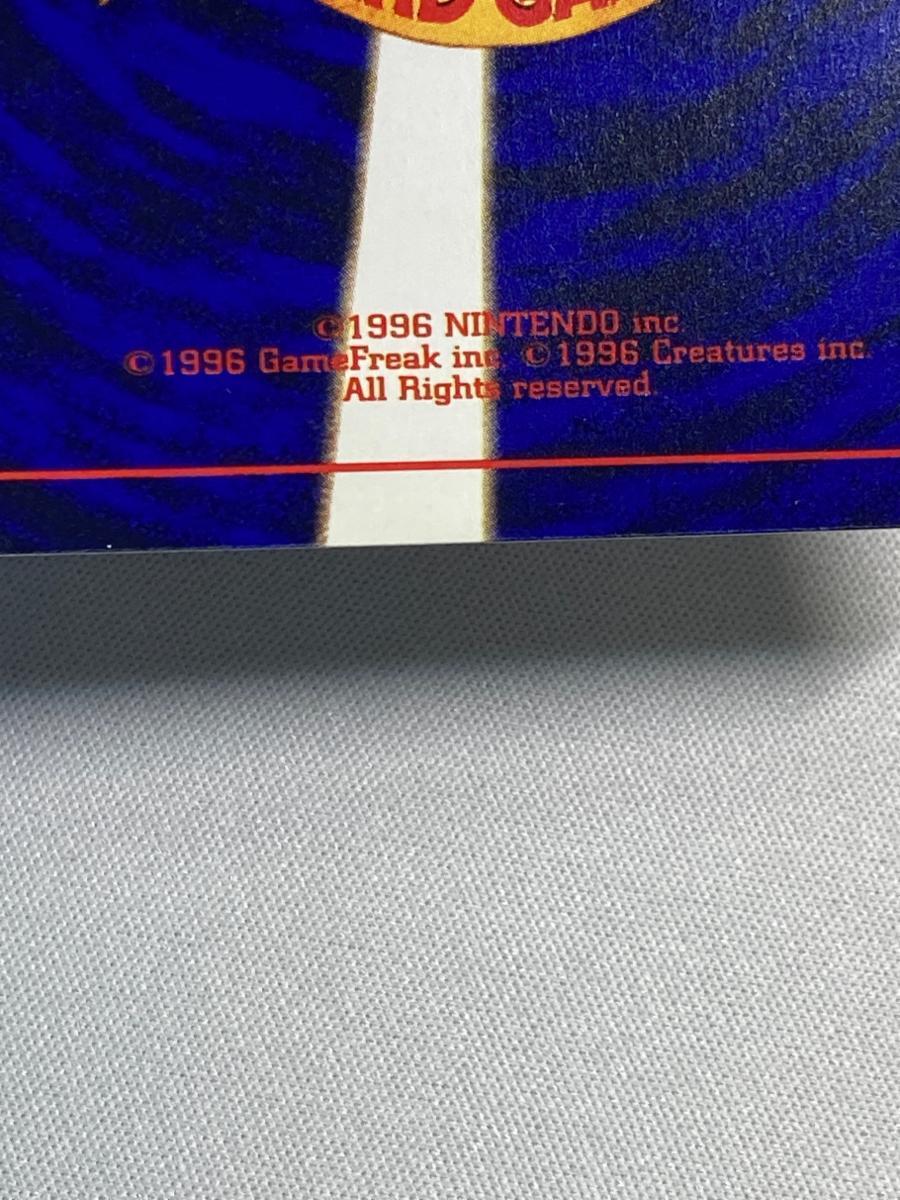 ©1996 NINTENDO inc
©1996 GameFreak inc. ©1996 Creatures inc.
All Rights reserved.